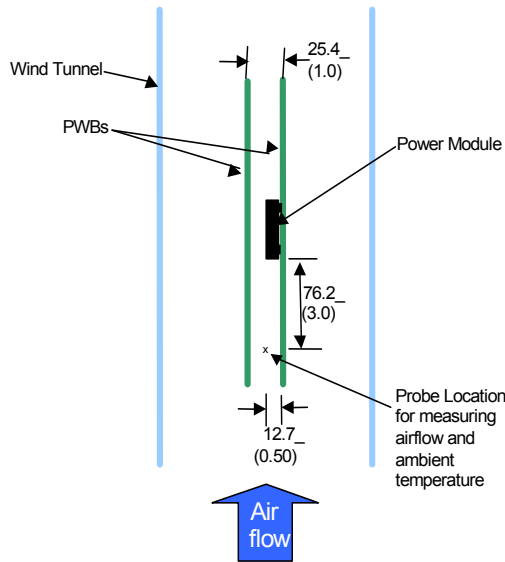 25.4_
(1.0)
Wind Tunnel
PWBs
Power Module
76.2_
(3.0)
x
Probe Location
for measuring
airflow and
ambient
temperature
12.7_
(0.50)
Air
flow